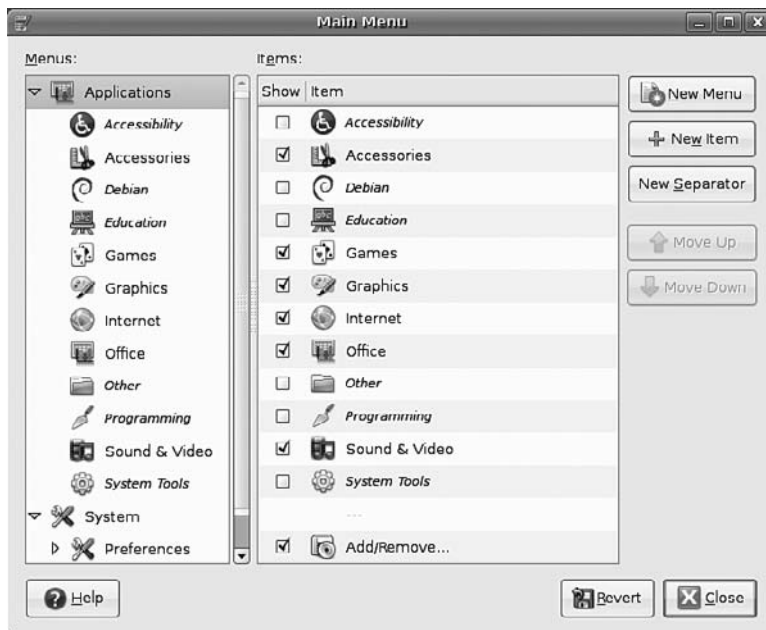 Main Menu
Menus:
Applications
Accessibility
Accessories
Debian
Education
Games
Graphics
Internet
Office
Other
Programming
Sound & Video
System Tools
System
Preferences
Items:
Show Item
Accessibility
Accessories
Debian
Education
Games
Graphics
Internet
Office
Other
Programming
Sound & Video
System Tools
---
Add/Remove...
New Menu
New Item
New Separator
Move Up
Move Down
Help
Revert
Close